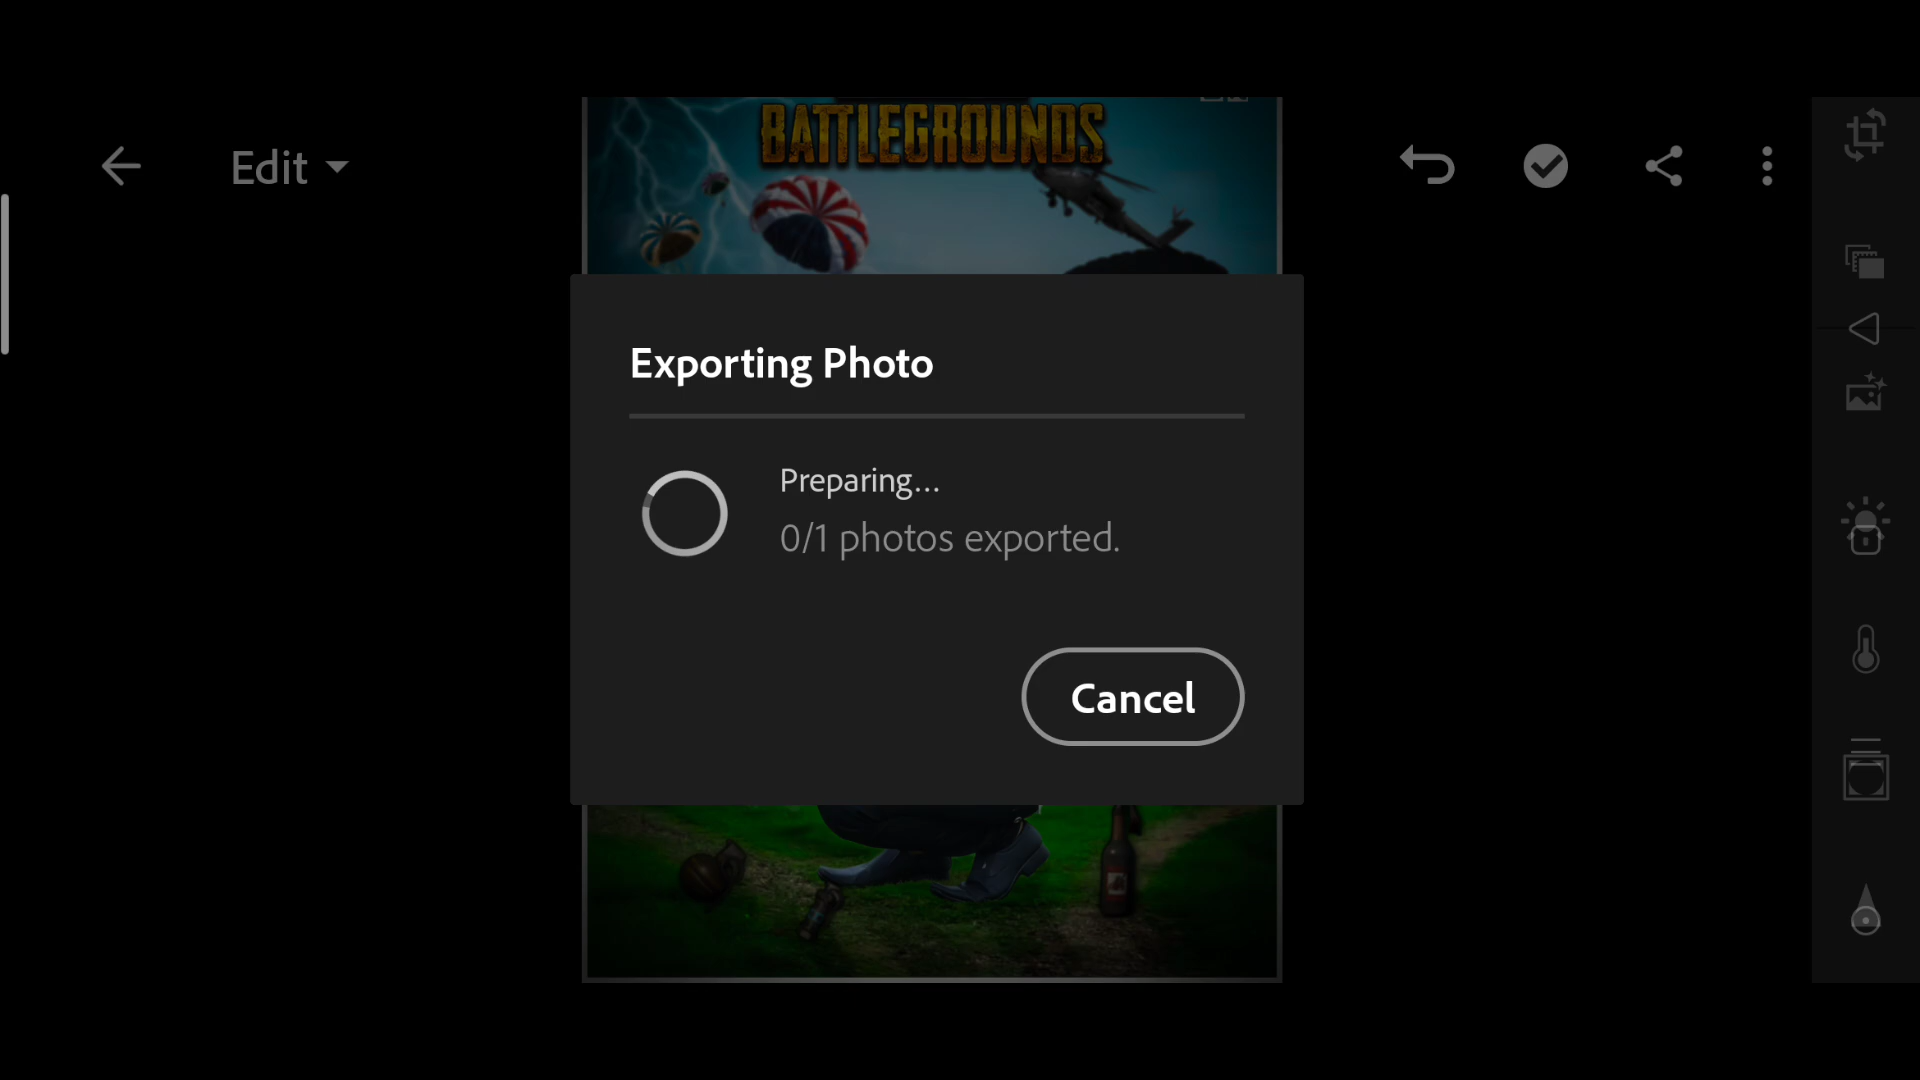 BATTLEGROUNDS
Edit
Exporting Photo
Preparing...
0/1 photos exported.
Cancel